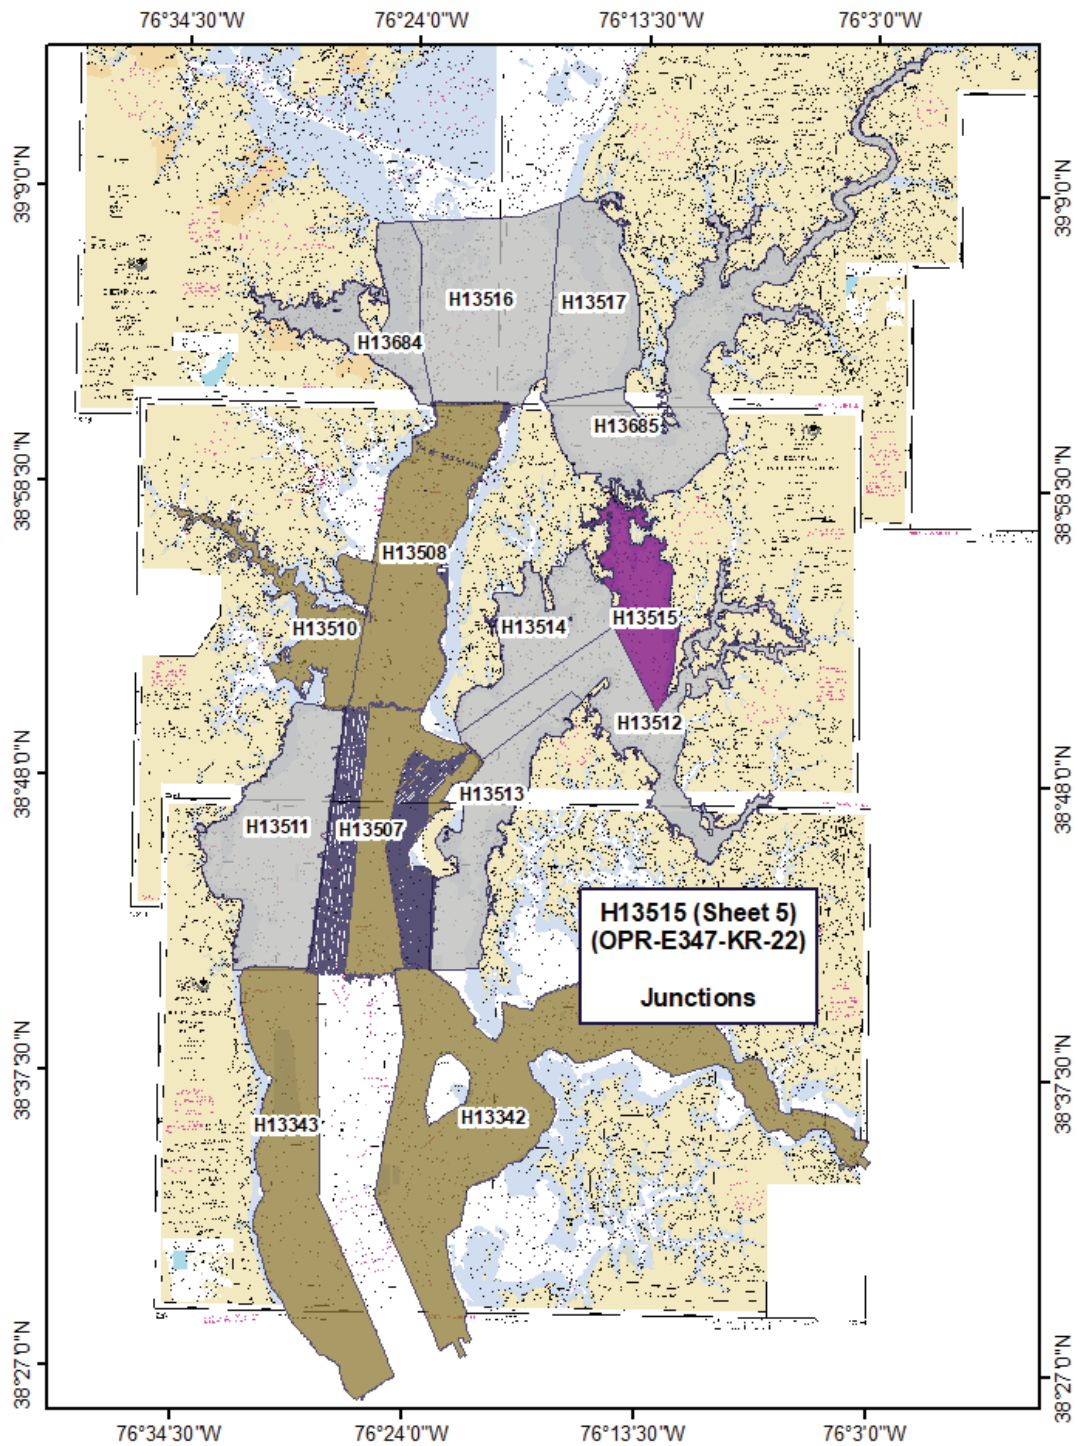 76°34'30"W 76°24'0"W 76°13'30"W 76°3'0"W
39°9'0"N
39°9'0"N
H13516
H13517
H13684
H13685
38°58'30"N
38°58'30"N
H13508
H13510
H13514
H13515
H13512
38°48'0"N
38°48'0"N
H13513
H13511
H13507
H13515 (Sheet 5)
(OPR-E347-KR-22)
Junctions
38°37'30"N
38°37'30"N
H13343
H13342
38°27'0"N
38°27'0"N
76°34'30"W 76°24'0"W 76°13'30"W 76°3'0"W